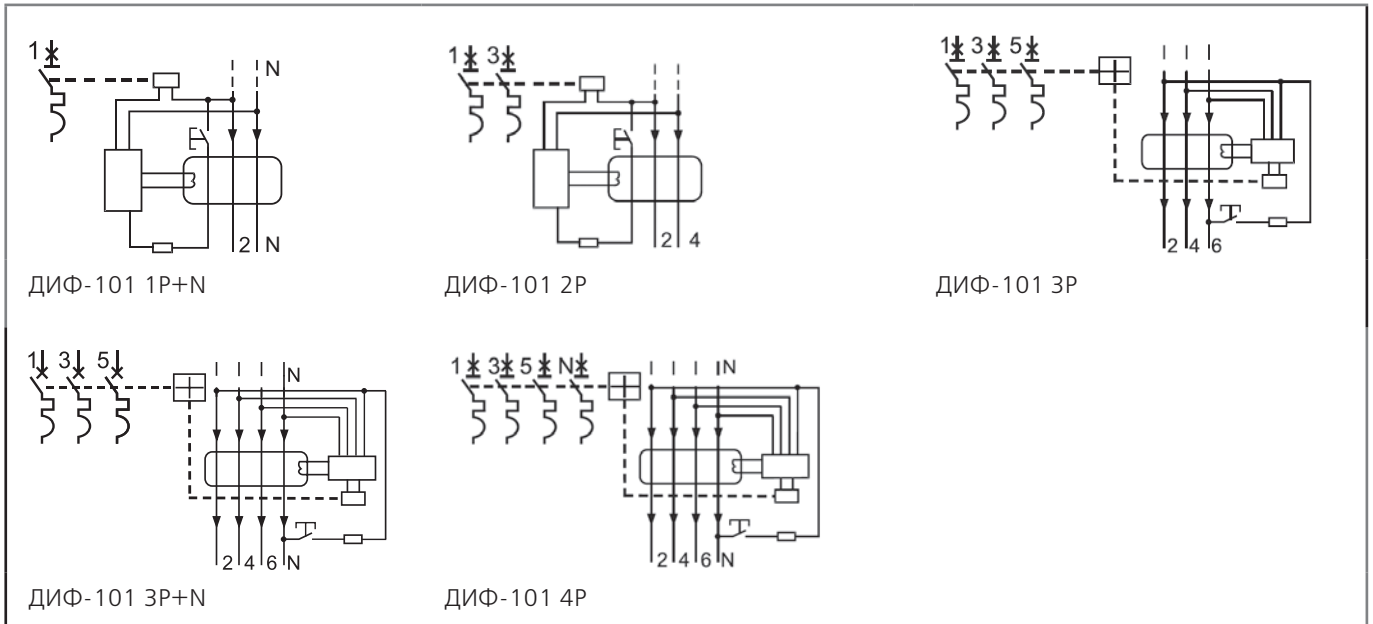 1
N
2 N
ДИФ-101 1P+N
1 3
2 4
ДИФ-101 2P
1 3 5
2 4 6
ДИФ-101 3P
1 3 5
N
2 4 6 N
ДИФ-101 3P+N
1 3 5 N
N
2 4 6 N
ДИФ-101 4P